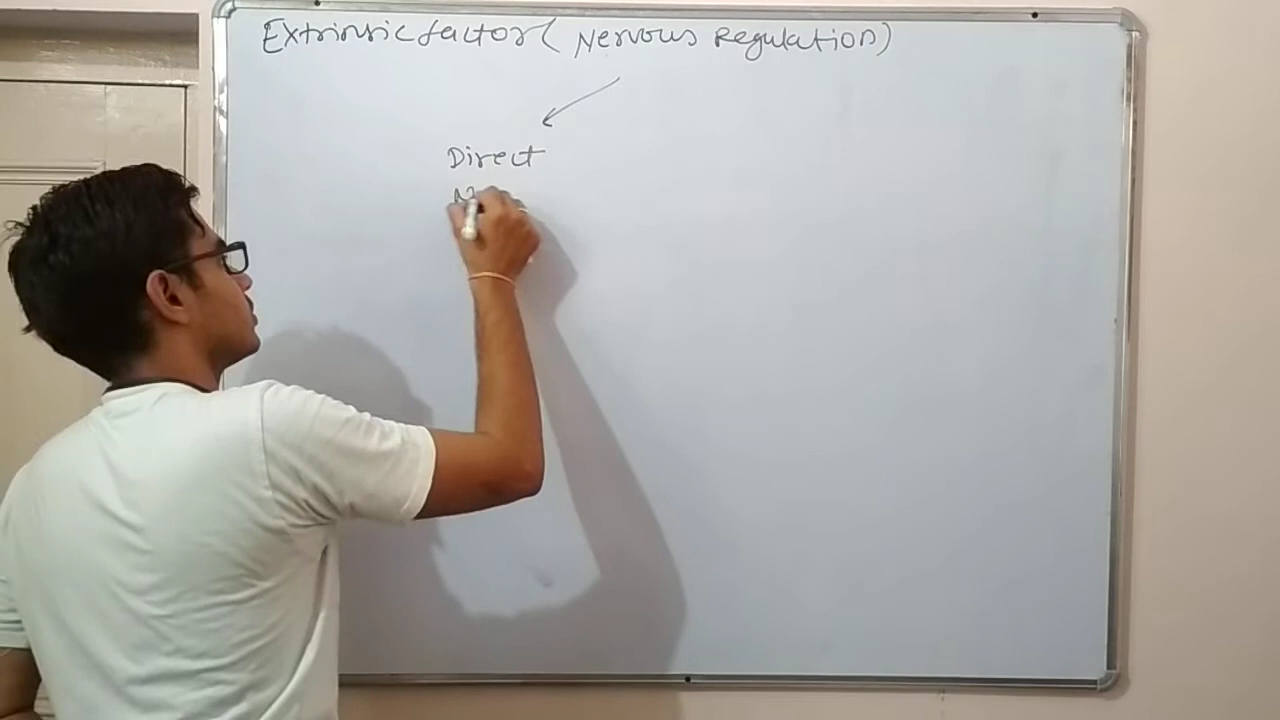 Extrinsic factor ( Nervous Regulation)
Direct
N